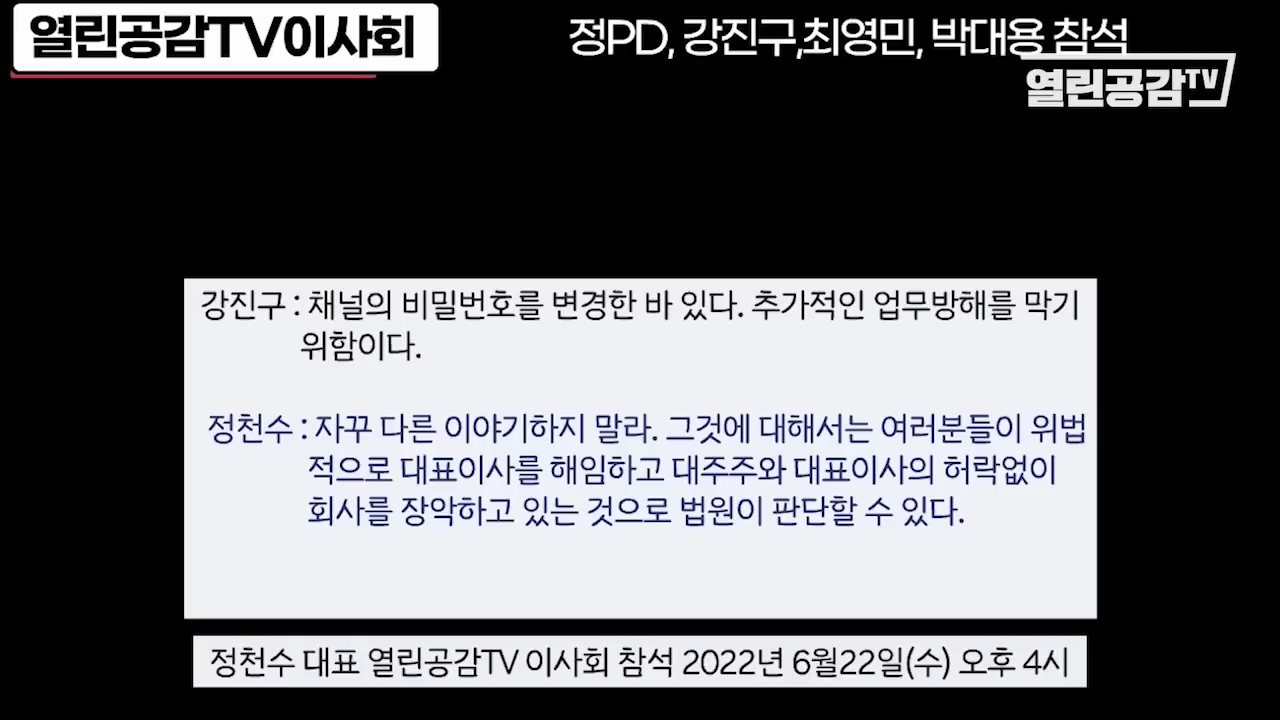 열린공감TV이사회
정PD, 강진구,최영민, 박대용 참석
열린공감TV
강진구 : 채널의 비밀번호를 변경한 바 있다. 추가적인 업무방해를 막기
위함이다.
정천수 : 자꾸 다른 이야기하지 말라. 그것에 대해서는 여러분들이 위법
적으로 대표이사를 해임하고 대주주와 대표이사의 허락없이
회사를 장악하고 있는 것으로 법원이 판단할 수 있다.
정천수 대표 열린공감TV 이사회 참석 2022년 6월22일(수) 오후 4시